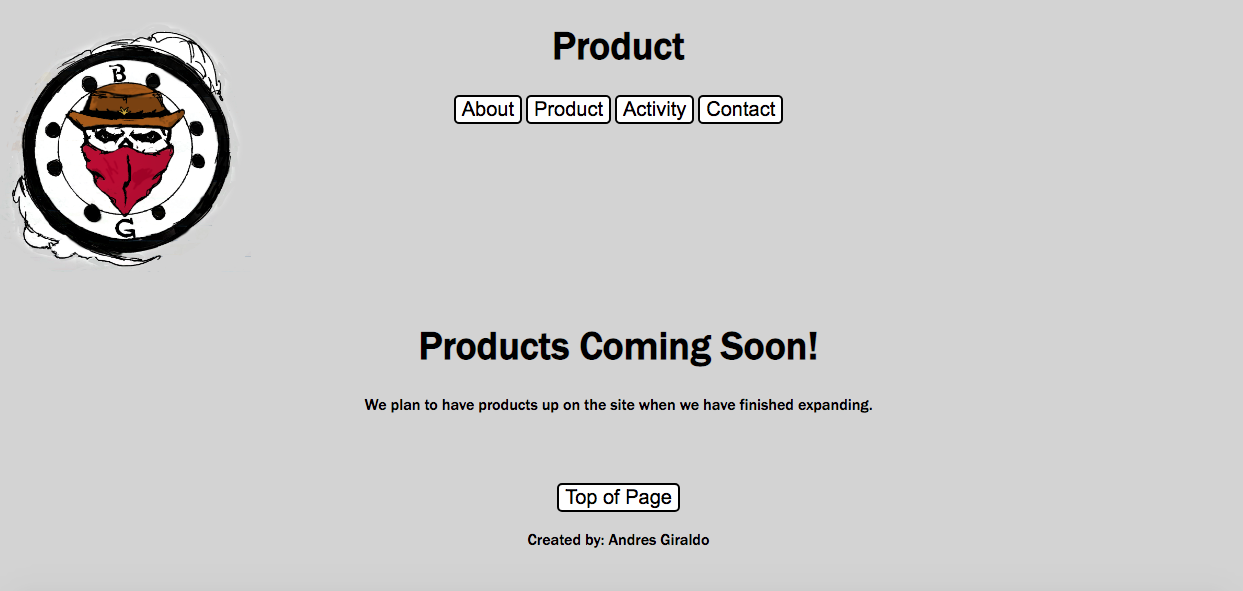 Product
B
About Product Activity Contact
G
Products Coming Soon!
We plan to have products up on the site when we have finished expanding.
Top of Page
Created by: Andres Giraldo